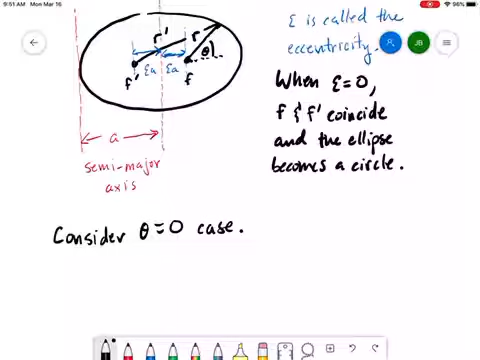 9:51 AM Mon Mar 16
96%
JB
ε is called the
eccentricity.
r'
r
θ
εa
εa
f'
f
When ε=0,
f & f' coincide
and the ellipse
becomes a circle.
a
semi-major
axis
Consider θ=0 case.